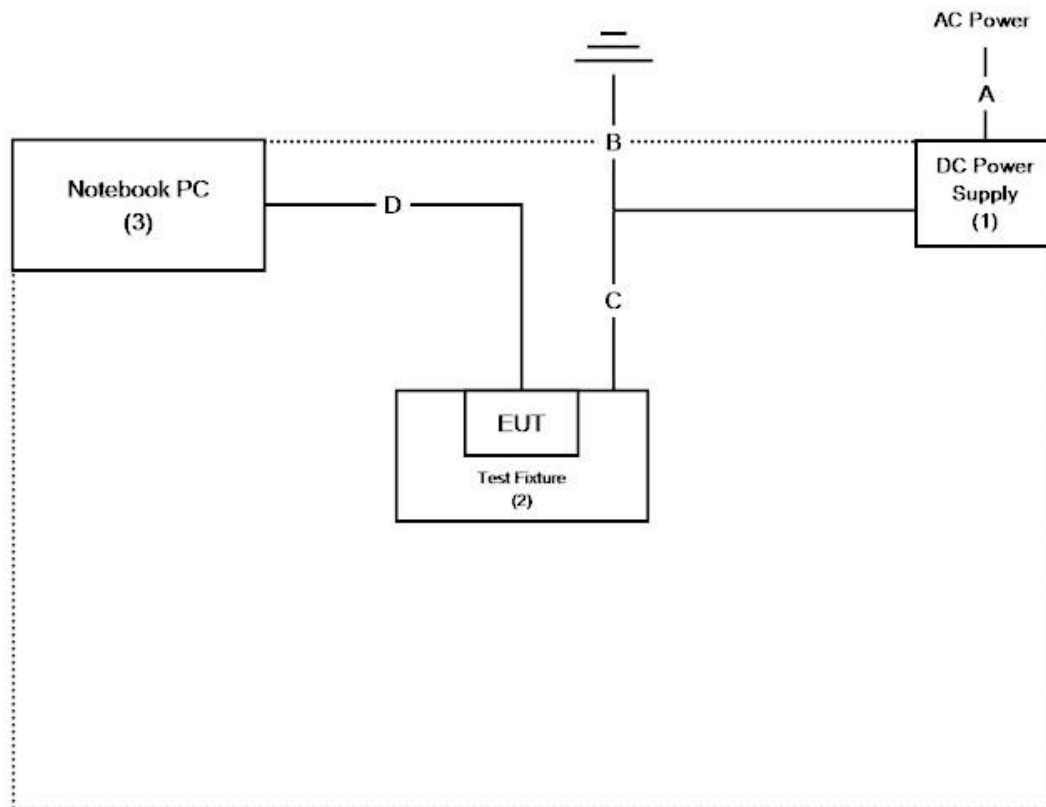 AC Power
A
B
Notebook PC
(3)
DC Power
Supply
(1)
D
C
EUT
Test Fixture
(2)